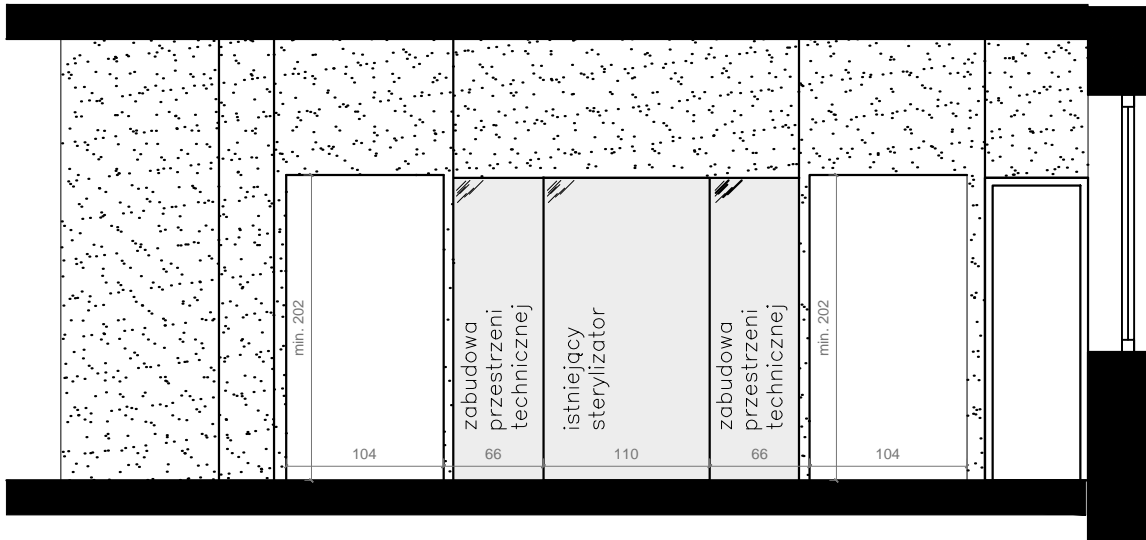 min. 202
104
zabudowa
przestrzeni
technicznej
66
istniejący
sterylizator
110
zabudowa
przestrzeni
technicznej
66
min. 202
104